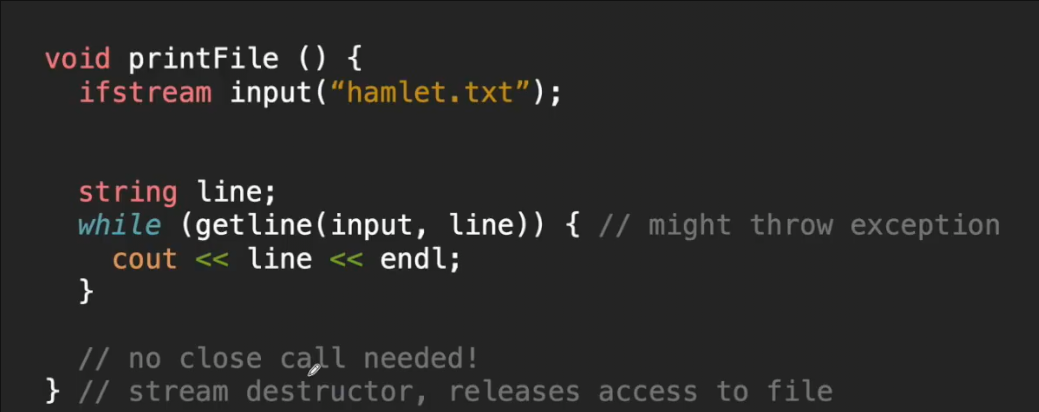 void printFile () {
ifstream input(“hamlet.txt”);
string line;
while (getline(input, line)) { // might throw exception
cout << line << endl;
}
// no close call needed!
} // stream destructor, releases access to file